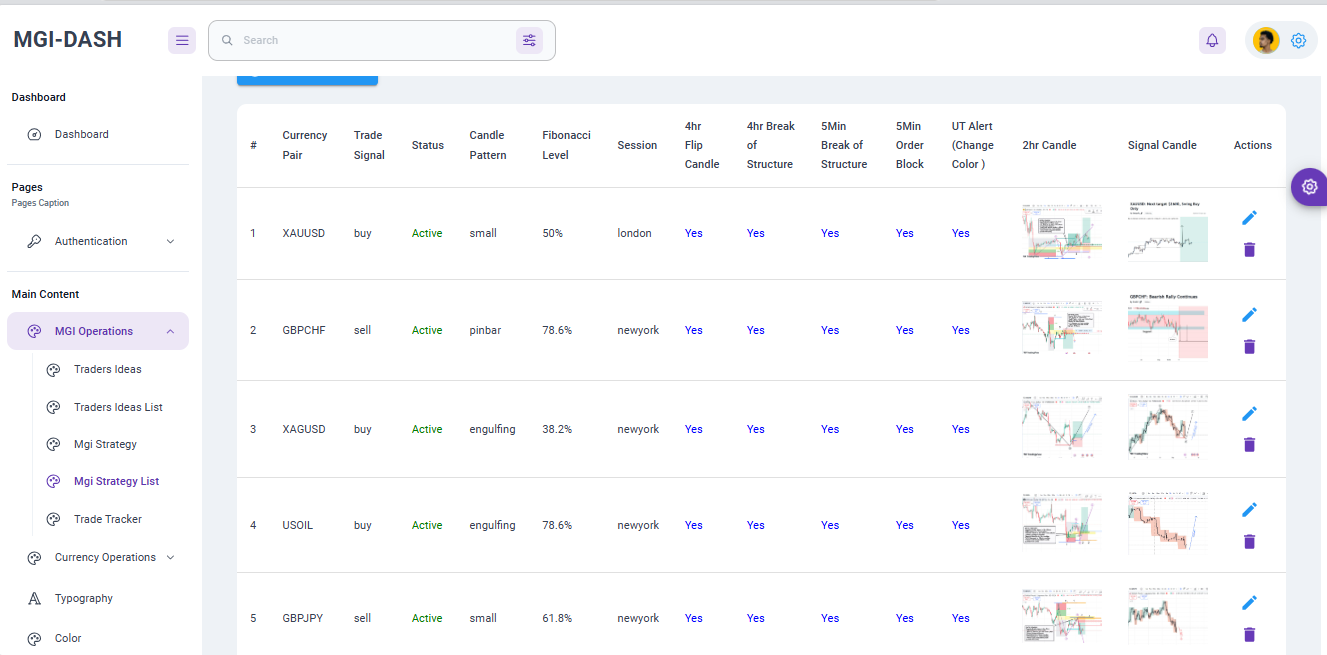 MGI-DASH
Search
Dashboard
Dashboard
Pages
Pages Caption
Authentication
Main Content
MGI Operations
Traders Ideas
Traders Ideas List
Mgi Strategy
Mgi Strategy List
Trade Tracker
Currency Operations
Typography
Color
# Currency Pair Trade Signal Status Candle Pattern Fibonacci Level Session 4hr Flip Candle 4hr Break of Structure 5Min Break of Structure 5Min Order Block UT Alert (Change Color ) 2hr Candle Signal Candle Actions
1 XAUUSD buy Active small 50% london Yes Yes Yes Yes Yes
2 GBPCHF sell Active pinbar 78.6% newyork Yes Yes Yes Yes Yes
GBPCHF: Bearish Rally Continues
3 XAGUSD buy Active engulfing 38.2% newyork Yes Yes Yes Yes Yes
4 USOIL buy Active engulfing 78.6% newyork Yes Yes Yes Yes Yes
5 GBPJPY sell Active small 61.8% newyork Yes Yes Yes Yes Yes